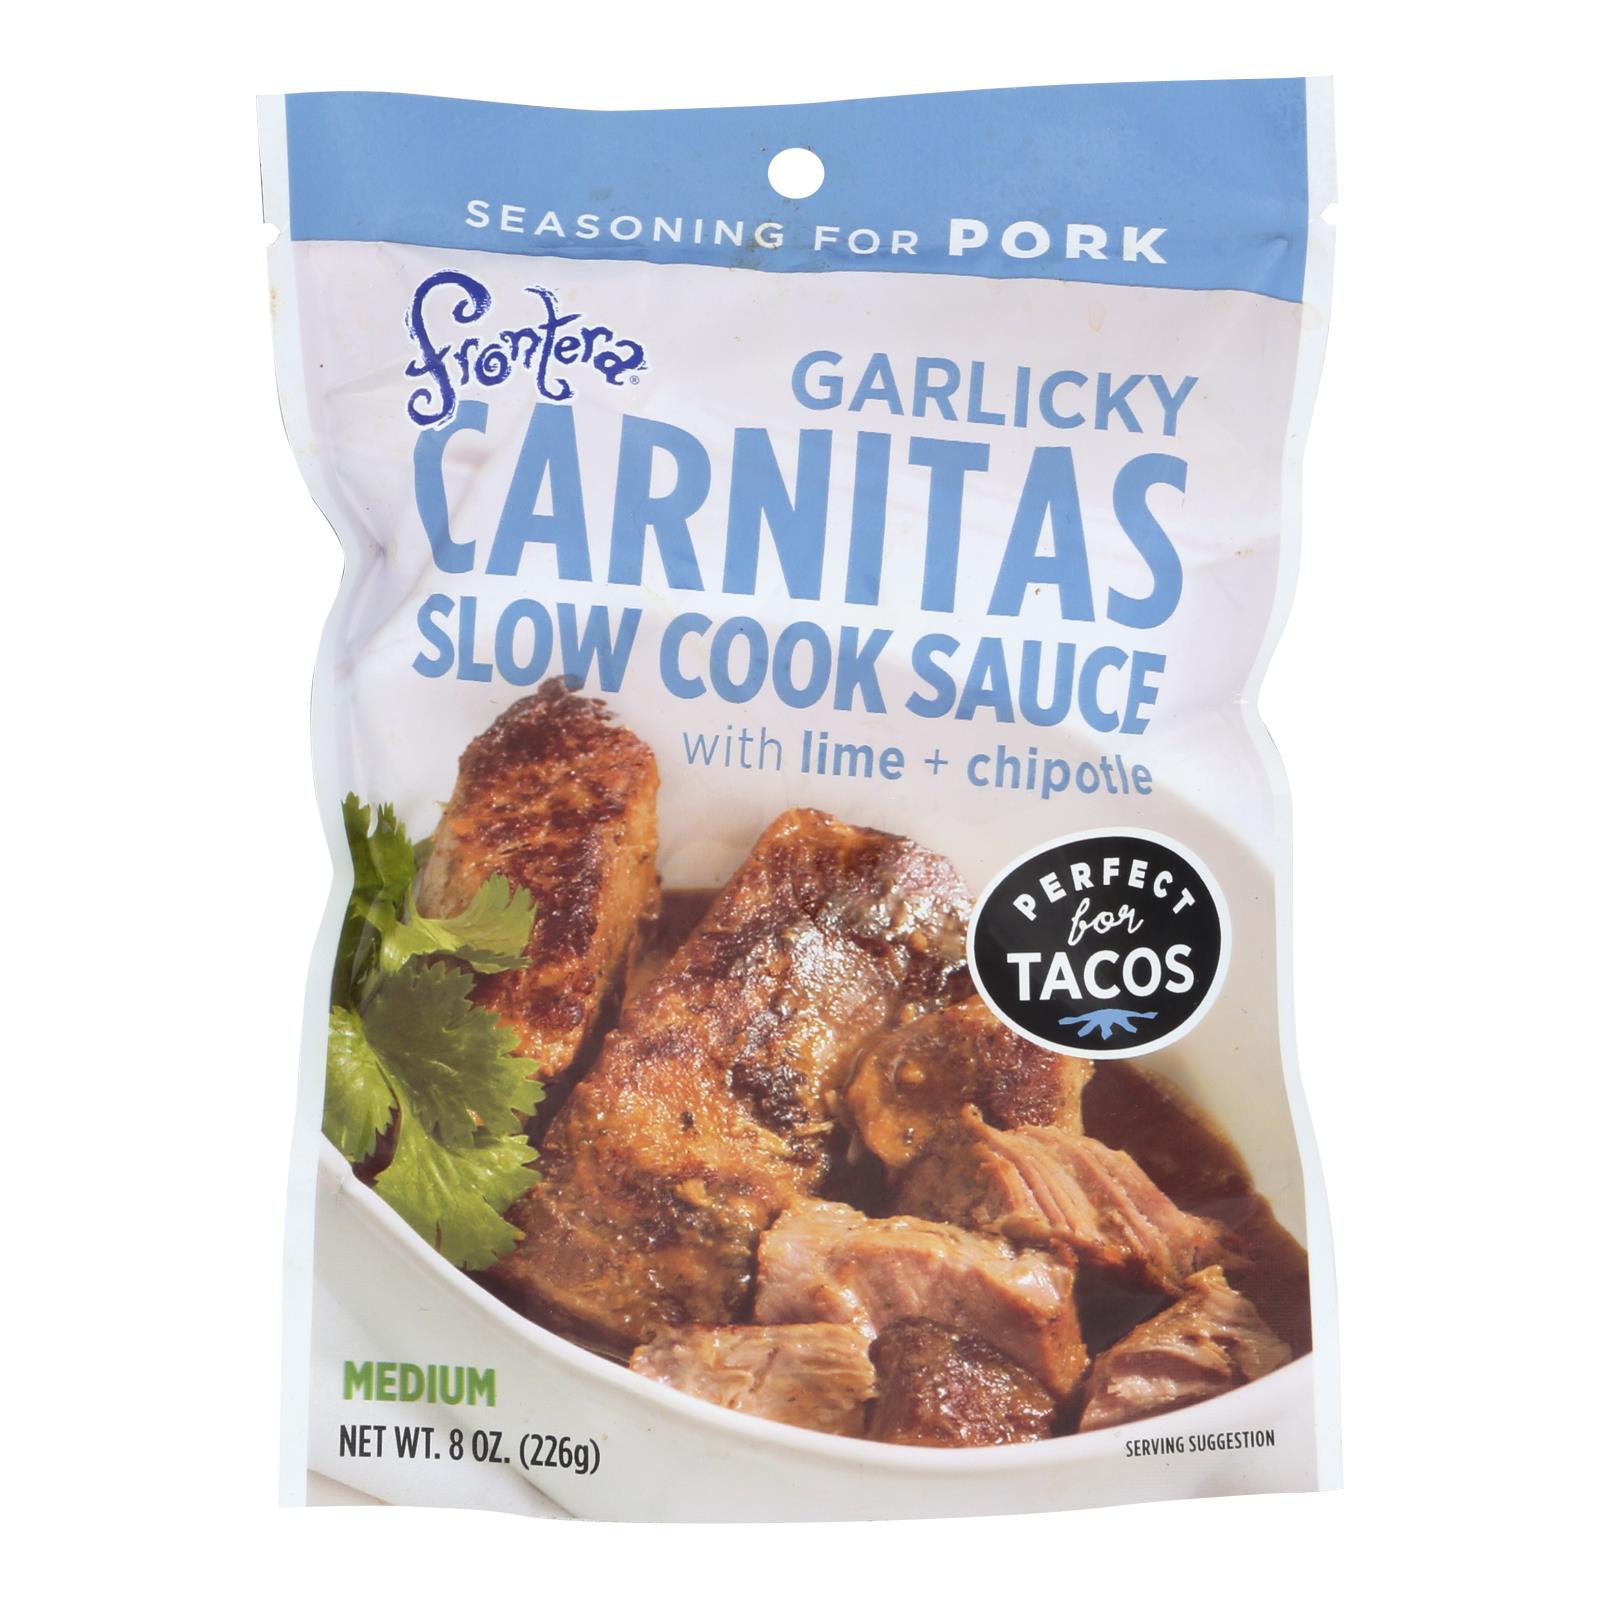 SEASONING FOR PORK
frontera®
GARLICKY
CARNITAS
SLOW COOK SAUCE
with lime + chipotle
PERFECT
for
TACOS
MEDIUM
NET WT. 8 OZ. (226g)
SERVING SUGGESTION